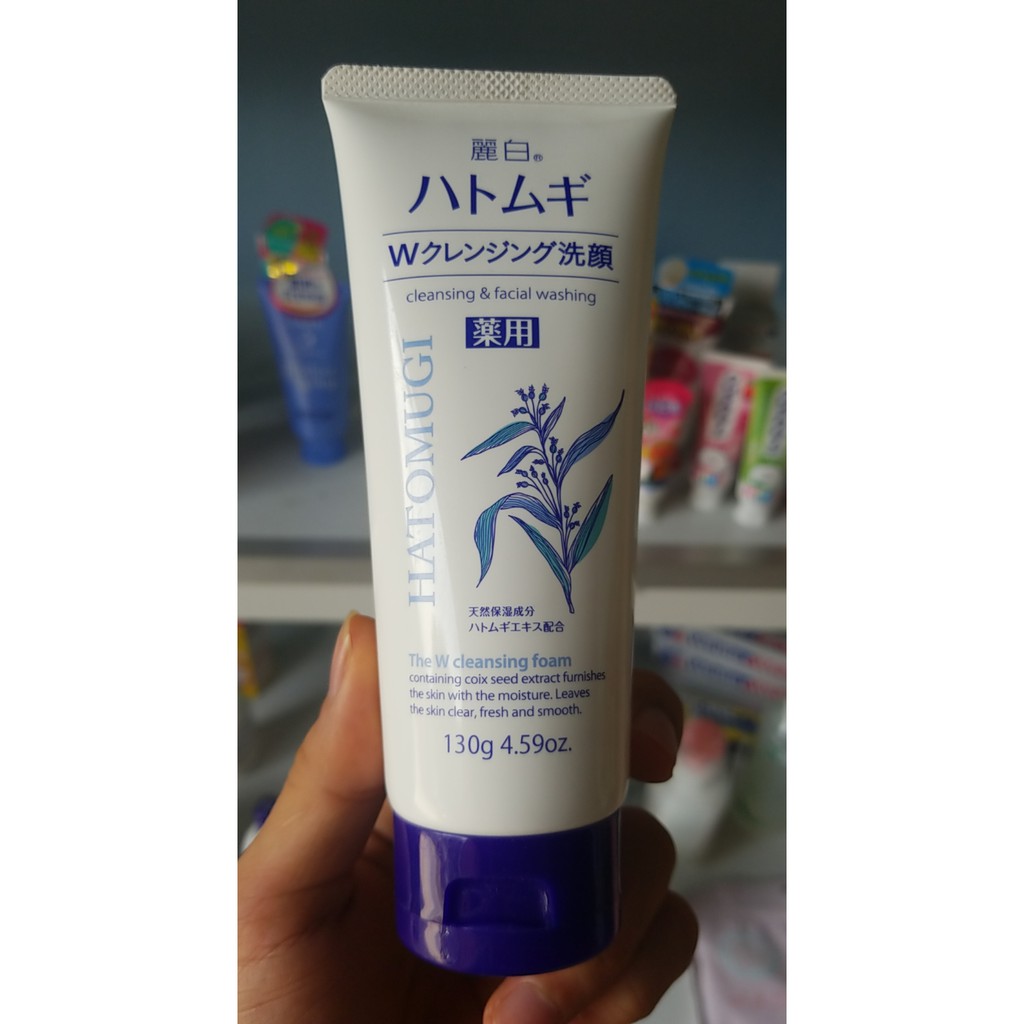 麗白®
ハトムギ
Wクレンジング洗顔
cleansing & facial washing
薬用
HATOMUGI
天然保湿成分
ハトムギエキス配合
The W cleansing foam
containing coix seed extract furnishes
the skin with the moisture. Leaves
the skin clear, fresh and smooth.
130g 4.59oz.